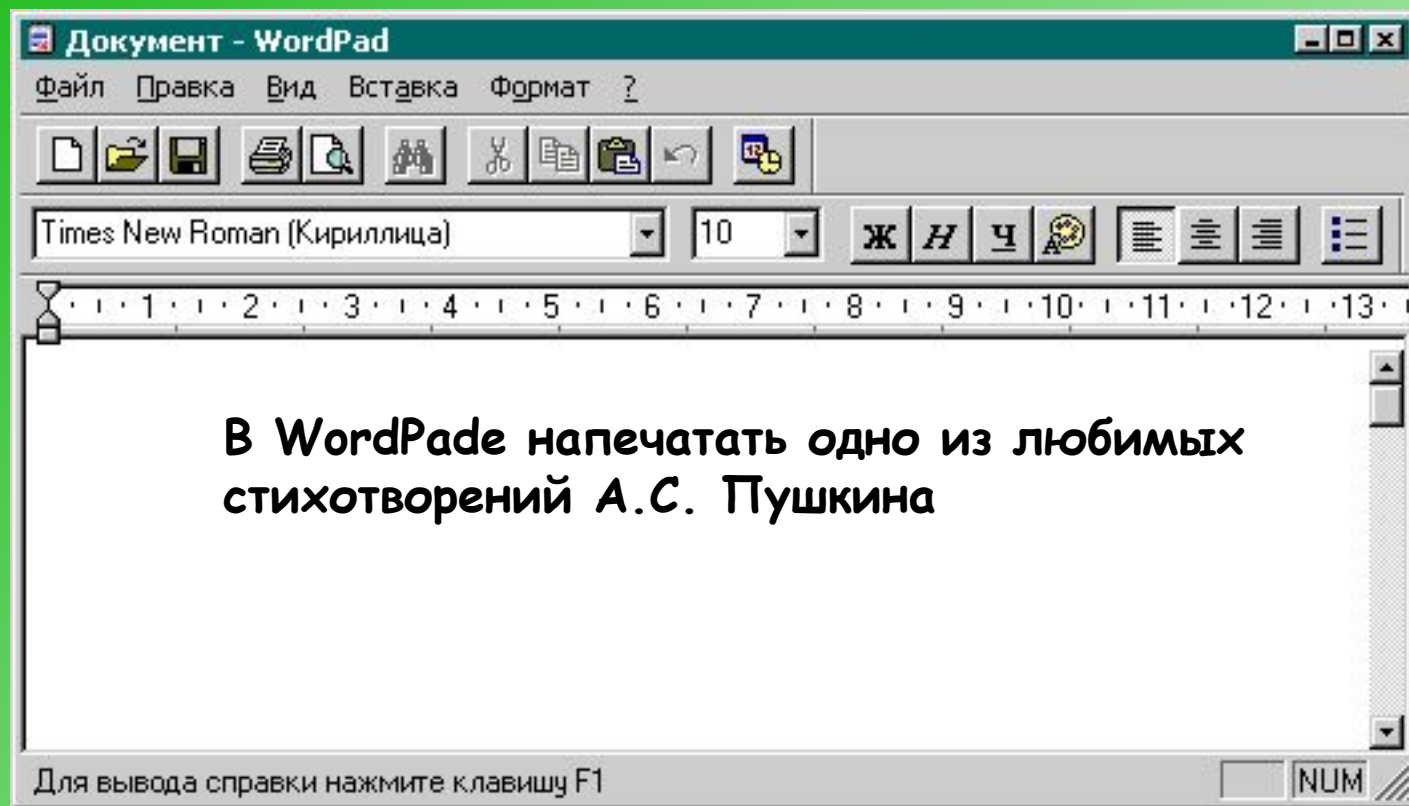 Документ - WordPad
Файл Правка Вид Вставка Формат ?
Times New Roman (Кириллица) 10 Ж Н Ч
1 2 3 4 5 6 7 8 9 10 11 12 13
В WordPade напечатать одно из любимых
стихотворений А.С. Пушкина
Для вывода справки нажмите клавишу F1 NUM